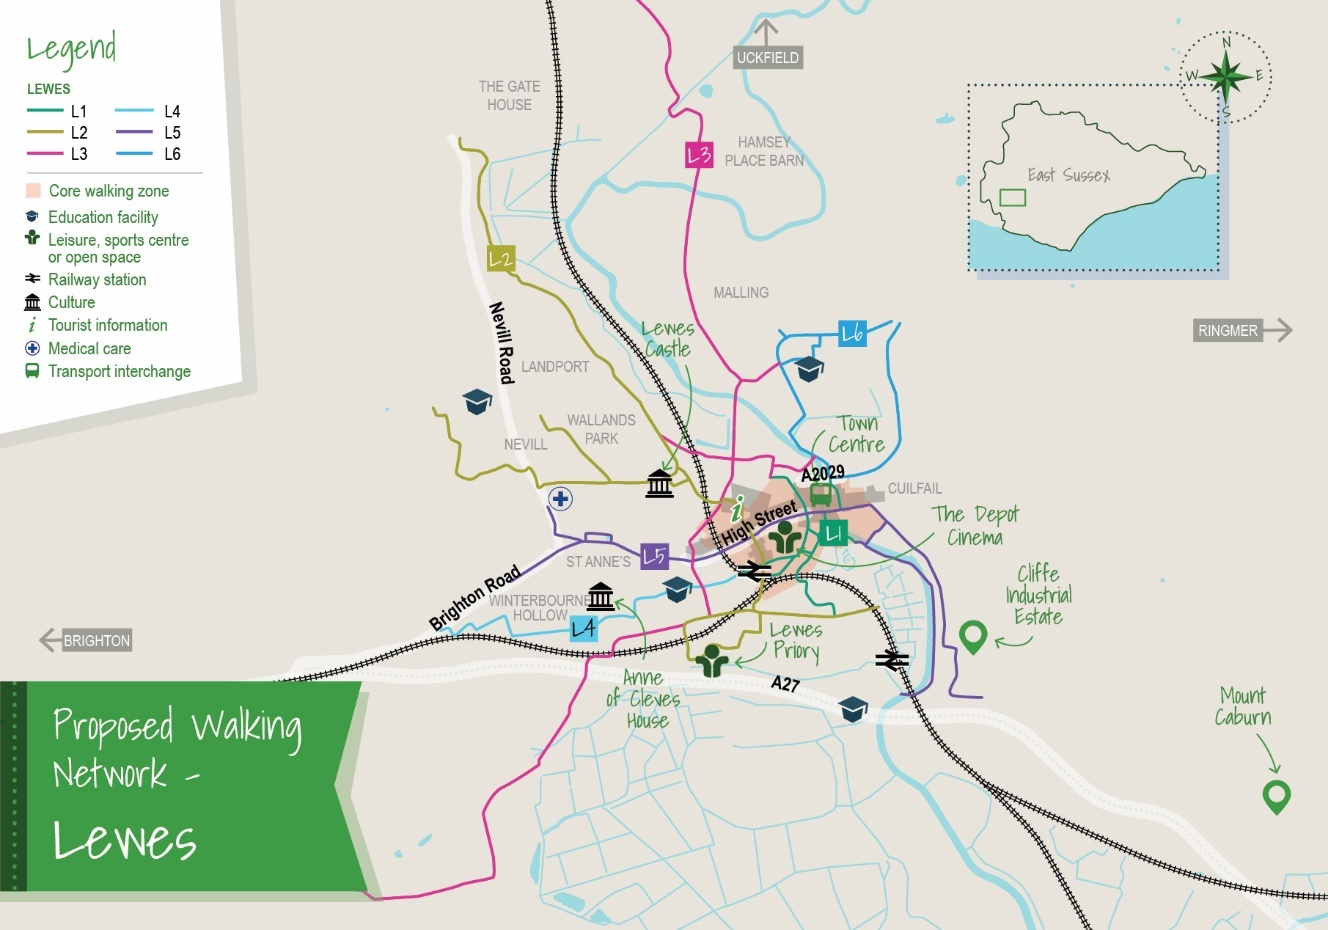 Legend
LEWES
L1
L4
L2
L5
L3
L6
Core walking zone
Education facility
Leisure, sports centre
or open space
Railway station
Culture
i
Tourist information
Medical care
Transport interchange
UCKFIELD
N
W
E
S
THE GATE
HOUSE
L3
HAMSEY
PLACE BARN
East Sussex
L2
MALLING
Nevill Road
Lewes
Castle
L6
RINGMER
LANDPORT
WALLANDS
PARK
NEVILL
Town
Centre
A2029
CUILFAIL
i
High Street
L1
The Depot
Cinema
ST ANNE'S
L5
Brighton Road
WINTERBOURNE
HOLLOW
L4
Cliffe
Industrial
Estate
BRIGHTON
Lewes
Priory
Anne
of Cleves
House
A27
Mount
Caburn
Proposed Walking
Network -
Lewes